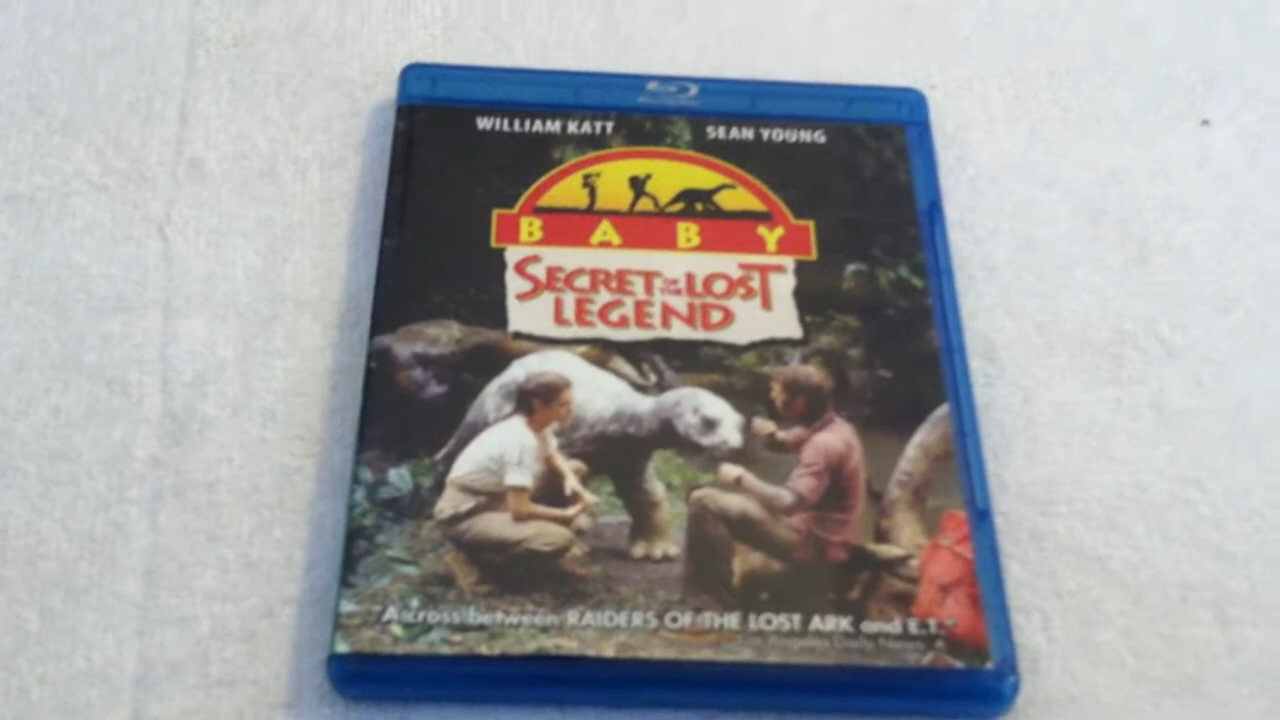 WILLIAM KATT SEAN YOUNG
BABY
SECRET OF THE LOST
LEGEND
"A cross between RAIDERS OF THE LOST ARK and E.T."